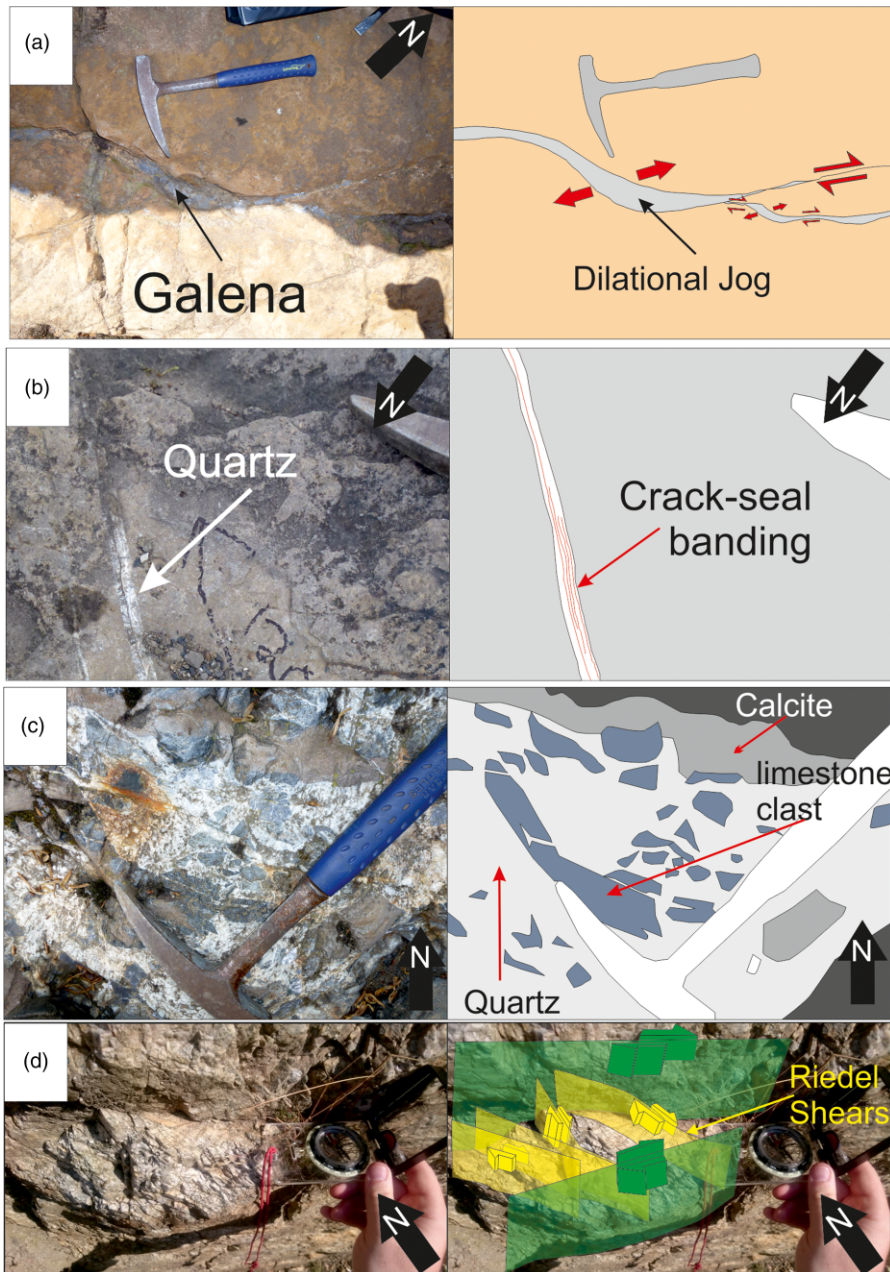 (a)
N
Galena
Dilational Jog
(b)
N
Quartz
N
Crack-seal
banding
(c)
N
Calcite
limestone
clast
Quartz
N
(d)
N
Riedel
Shears
N